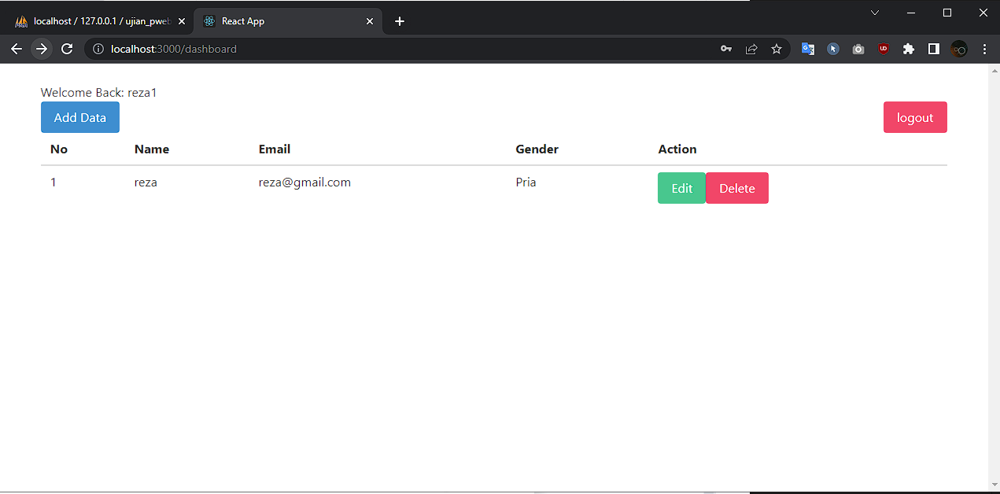 localhost / 127.0.0.1 / ujian_pweb
React App
localhost:3000/dashboard
Welcome Back: reza1
Add Data
logout
No Name Email Gender Action
1 reza reza@gmail.com Pria Edit Delete